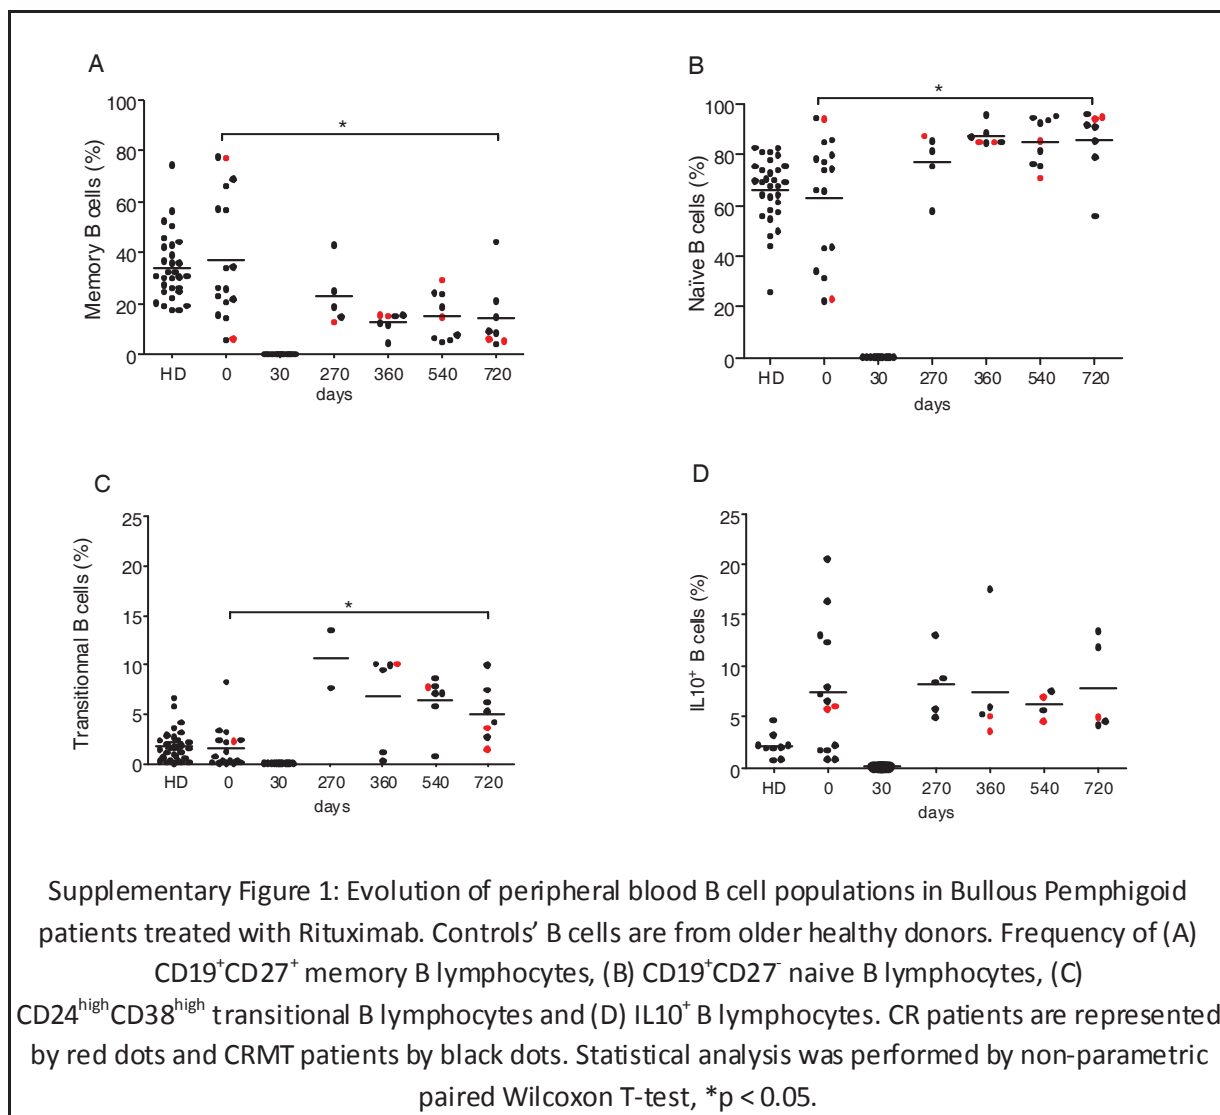 A
100
80
60
40
20
0
Memory B cells (%)
*
HD 0 30 270 360 540 720
days
B
100
80
60
40
20
0
Naïve B cells (%)
*
HD 0 30 270 360 540 720
days
C
25
20
15
10
5
0
Transitionnal B cells (%)
*
HD 0 30 270 360 540 720
days
D
25
20
15
10
5
0
IL10⁺ B cells (%)
HD 0 30 270 360 540 720
days
Supplementary Figure 1: Evolution of peripheral blood B cell populations in Bullous Pemphigoid
patients treated with Rituximab. Controls’ B cells are from older healthy donors. Frequency of (A)
CD19⁺CD27⁺ memory B lymphocytes, (B) CD19⁺CD27⁻ naive B lymphocytes, (C)
CD24ʰⁱᵍʰCD38ʰⁱᵍʰ transitional B lymphocytes and (D) IL10⁺ B lymphocytes. CR patients are represented
by red dots and CRMT patients by black dots. Statistical analysis was performed by non-parametric
paired Wilcoxon T-test, *p < 0.05.